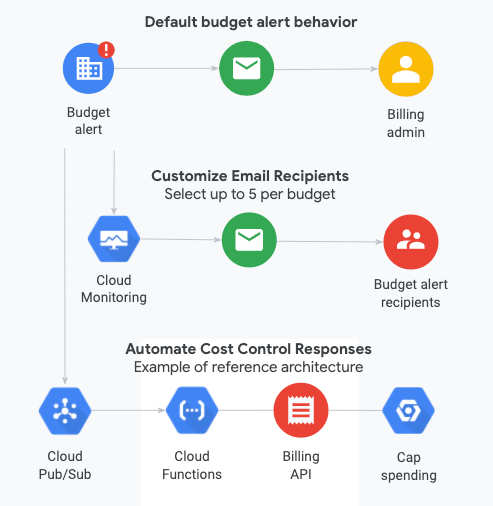 Default budget alert behavior
Budget
alert
Billing
admin
Customize Email Recipients
Select up to 5 per budget
Cloud
Monitoring
Budget alert
recipients
Automate Cost Control Responses
Example of reference architecture
Cloud
Pub/Sub
Cloud
Functions
Billing
API
Cap
spending